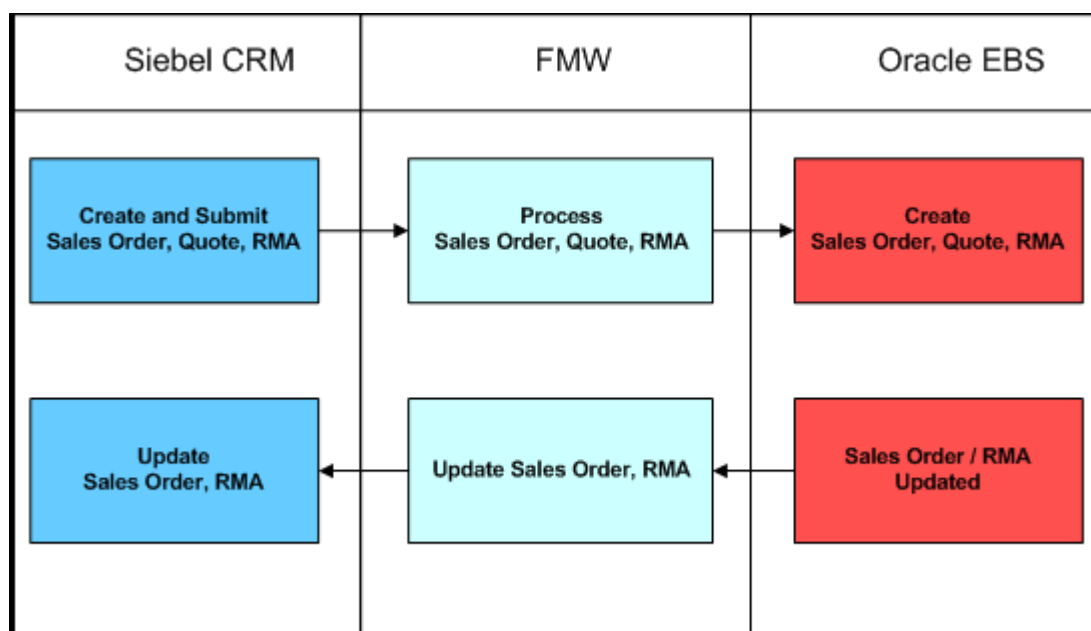 Siebel CRM
FMW
Oracle EBS
Create and Submit
Sales Order, Quote, RMA
Process
Sales Order, Quote, RMA
Create
Sales Order, Quote, RMA
Update
Sales Order, RMA
Update Sales Order, RMA
Sales Order / RMA
Updated